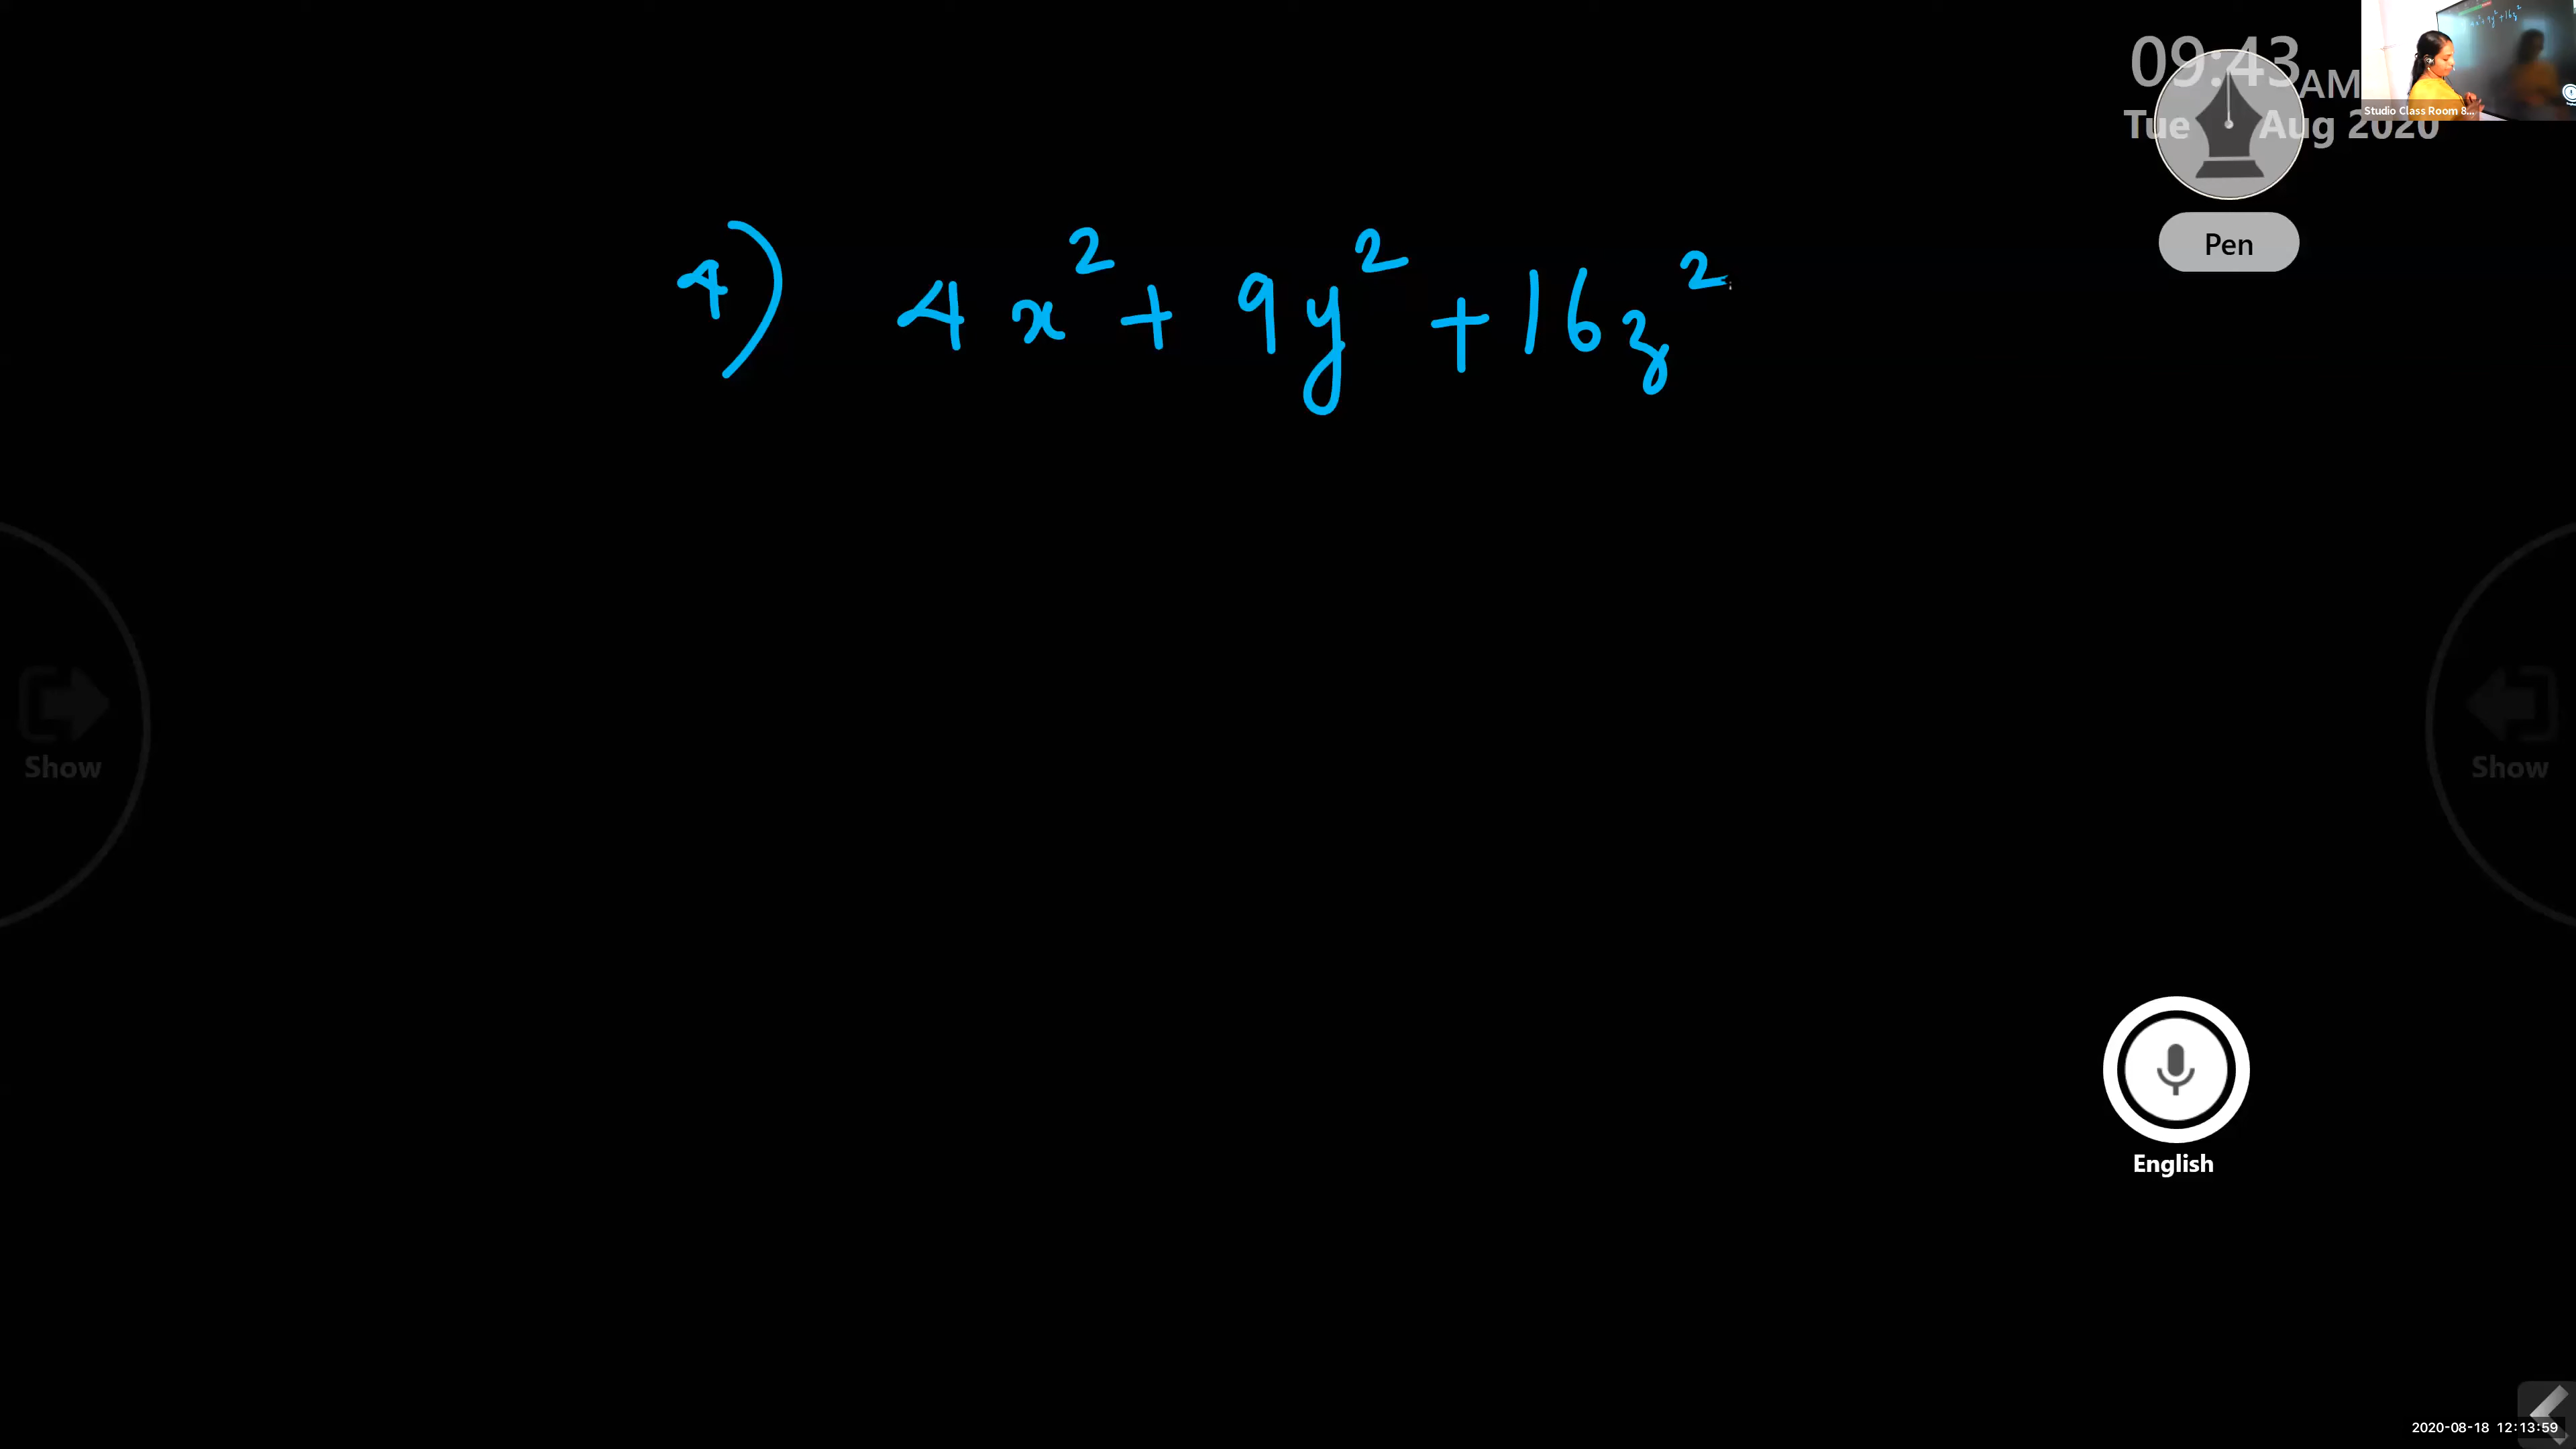 09:43 AM
Tue Aug 2020
Studio Class Room 8...
Pen
4) 4x² + 9y² + 16z²
Show
Show
English
2020-08-18 12:13:59